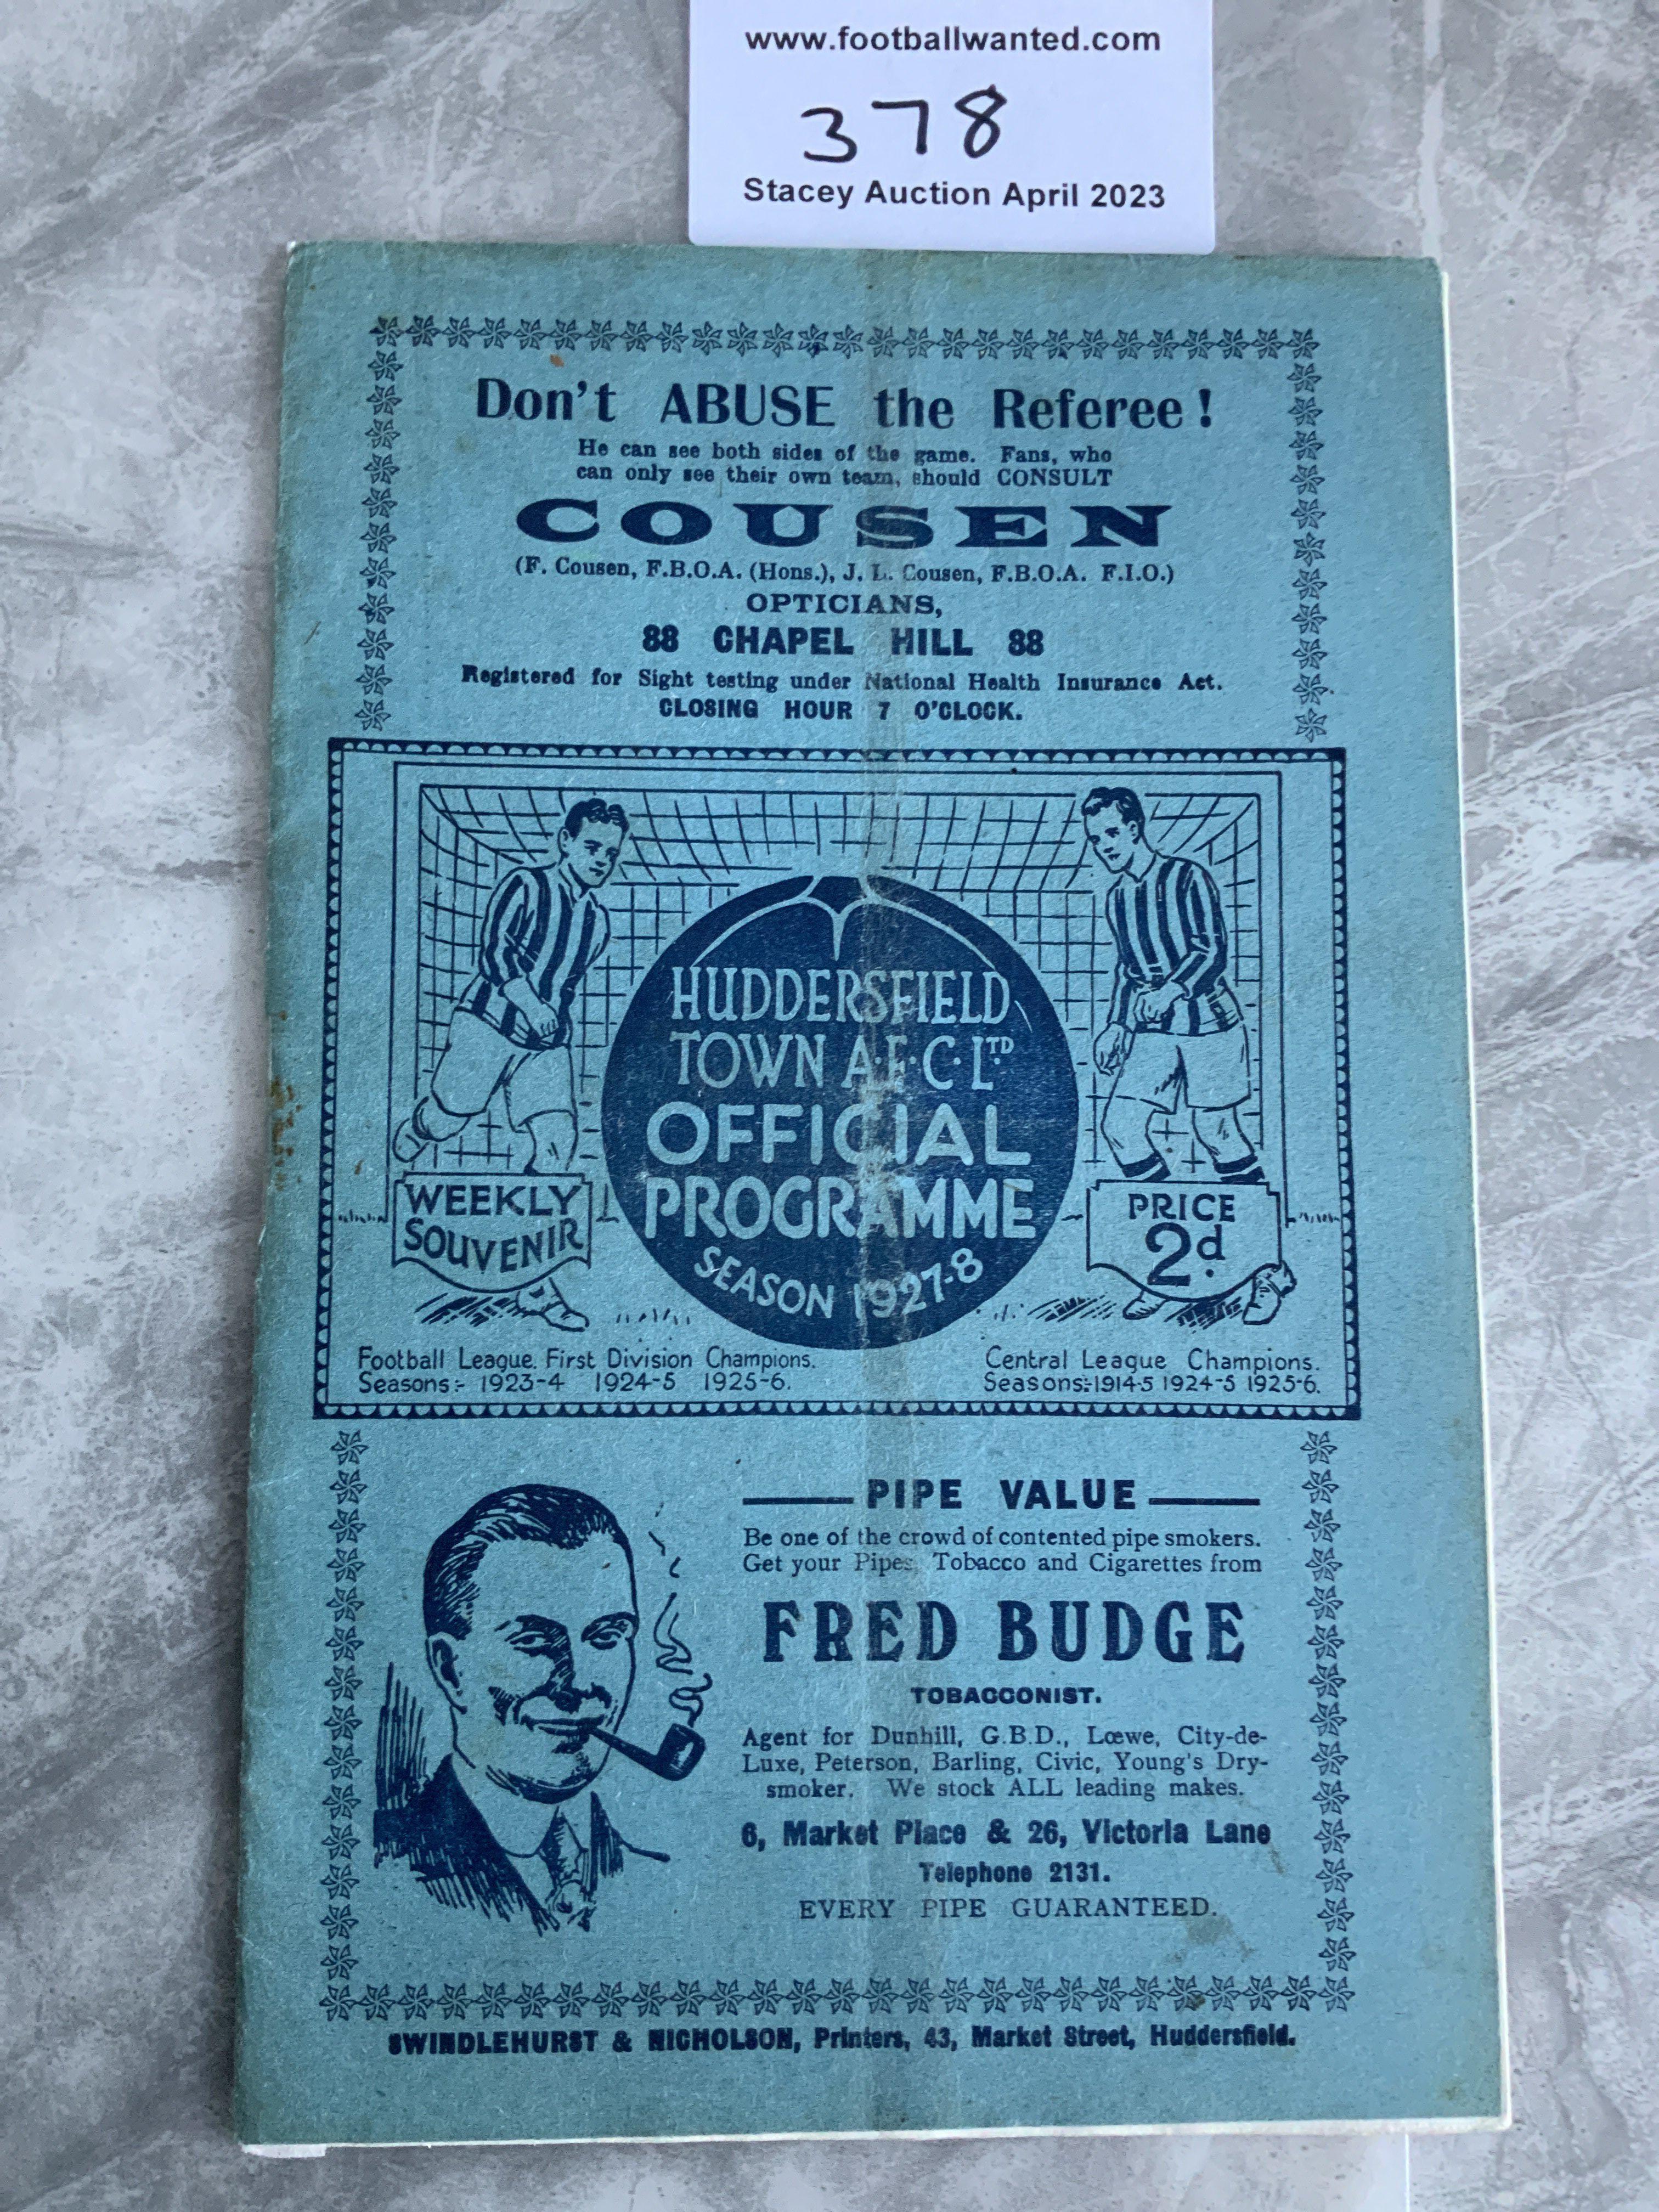 www.footballwanted.com
378
Stacey Auction April 2023
Don't ABUSE the Referee!
He can see both sides of the game. Fans, who
can only see their own team, should CONSULT
COUSEN
(F. Cousen, F.B.O.A. (Hons.), J. L. Cousen, F.B.O.A. F.I.O.)
OPTICIANS,
88 CHAPEL HILL 88
Registered for Sight testing under National Health Insurance Act.
CLOSING HOUR 7 O'CLOCK.
HUDDERSFIELD
TOWN A.F.C. LTD
OFFICIAL
PROGRAMME
SEASON 1927-8
WEEKLY
SOUVENIR
PRICE
2d.
Football League. First Division Champions.
Seasons:- 1923-4 1924-5 1925-6.
Central League Champions.
Seasons:-1914-5 1924-5 1925-6.
PIPE VALUE
Be one of the crowd of contented pipe smokers.
Get your Pipes, Tobacco and Cigarettes from
FRED BUDGE
TOBACCONIST.
Agent for Dunhill, G.B.D., Lœwe, City-de-
Luxe, Peterson, Barling, Civic, Young's Dry-
smoker. We stock ALL leading makes.
6, Market Place & 26, Victoria Lane
Telephone 2131.
EVERY PIPE GUARANTEED.
SWINDLEHURST & NICHOLSON, Printers, 43, Market Street, Huddersfield.